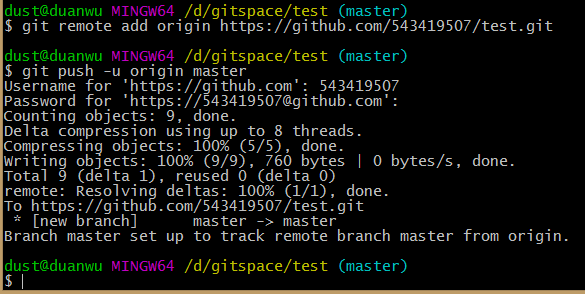 dust@duanwu MINGW64 /d/gitspace/test (master)
$ git remote add origin https://github.com/543419507/test.git
dust@duanwu MINGW64 /d/gitspace/test (master)
$ git push -u origin master
Username for 'https://github.com': 543419507
Password for 'https://543419507@github.com':
Counting objects: 9, done.
Delta compression using up to 8 threads.
Compressing objects: 100% (5/5), done.
Writing objects: 100% (9/9), 760 bytes | 0 bytes/s, done.
Total 9 (delta 1), reused 0 (delta 0)
remote: Resolving deltas: 100% (1/1), done.
To https://github.com/543419507/test.git
 * [new branch]      master -> master
Branch master set up to track remote branch master from origin.
dust@duanwu MINGW64 /d/gitspace/test (master)
$